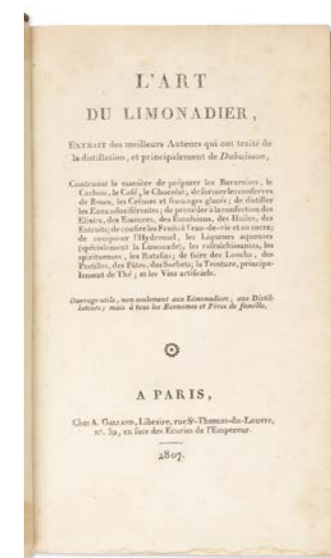 L'ART
DU LIMONADIER,
EXTRAIT des meilleurs Auteurs qui ont traité de
la distillation, et principalement de Dubuisson,
Contenant la manière de préparer les Bavaroises, le
Cachou, le Café, le Chocolat; de former les conserves
de Roses, les Crêmes et fromages glacés; de distiller
les Eaux odoriférantes; de procéder à la confection des
Elixirs, des Essences, des Emulsions, des Huiles, des
Extraits; de confire les Fruits à l'eau-de-vie et au sucre;
de composer l'Hydromel, les Liqueurs aqueuses
(spécialement la Limonade), les rafraîchissantes, les
spiritueuses, les Ratafias; de faire des Loochs, des
Pastilles, des Pâtes, des Sorbets; la Teinture, principa-
lement de Thé; et les Vins artificiels.
Ouvrage utile, non seulement aux Limonadiers, aux Distil-
lateurs; mais à tous les Economes et Pères de famille,
A PARIS,
Chez A. GALLAND, Libraire, rue St-Thomas-du-Louvre,
n°. 32, en face des Ecuries de l'Empereur.
1807.